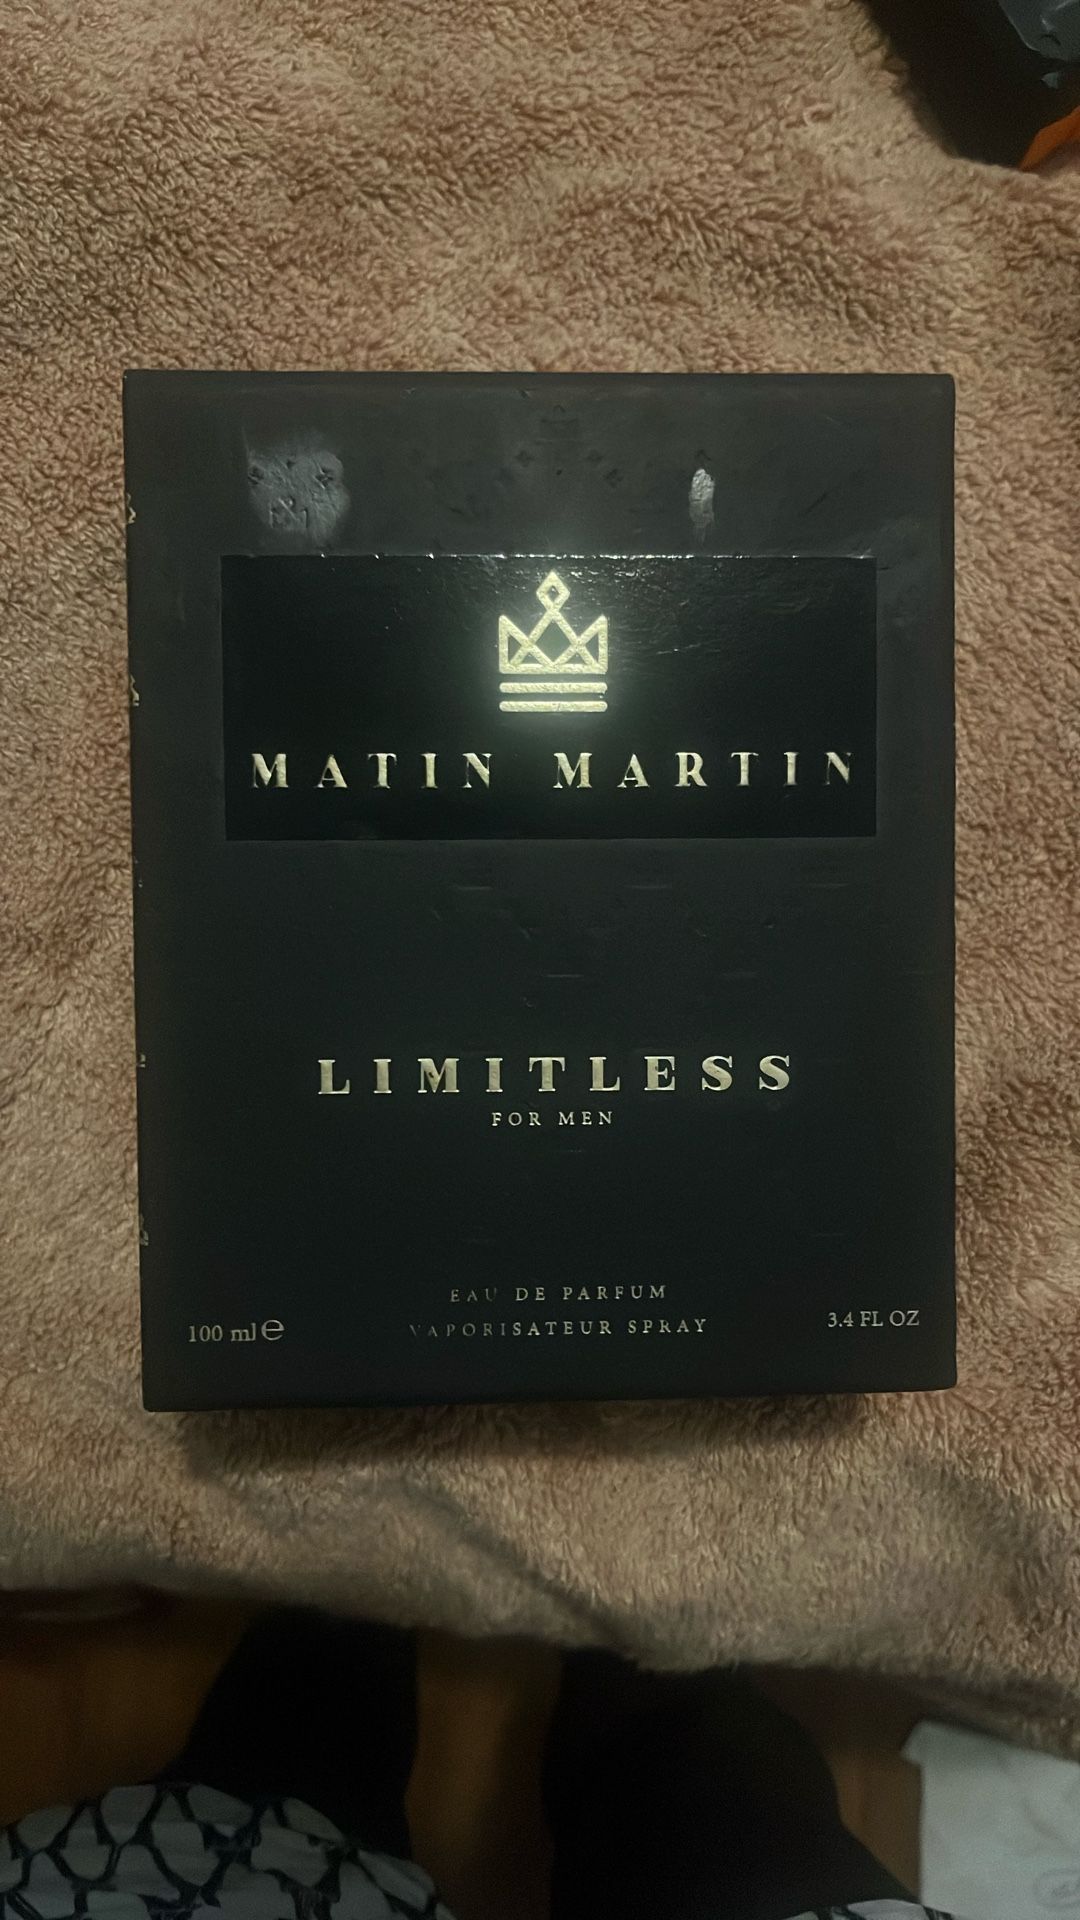 MATIN MARTIN
LIMITLESS
FOR MEN
EAU DE PARFUM
100 ml ℮ VAPORISATEUR SPRAY 3.4 FL OZ